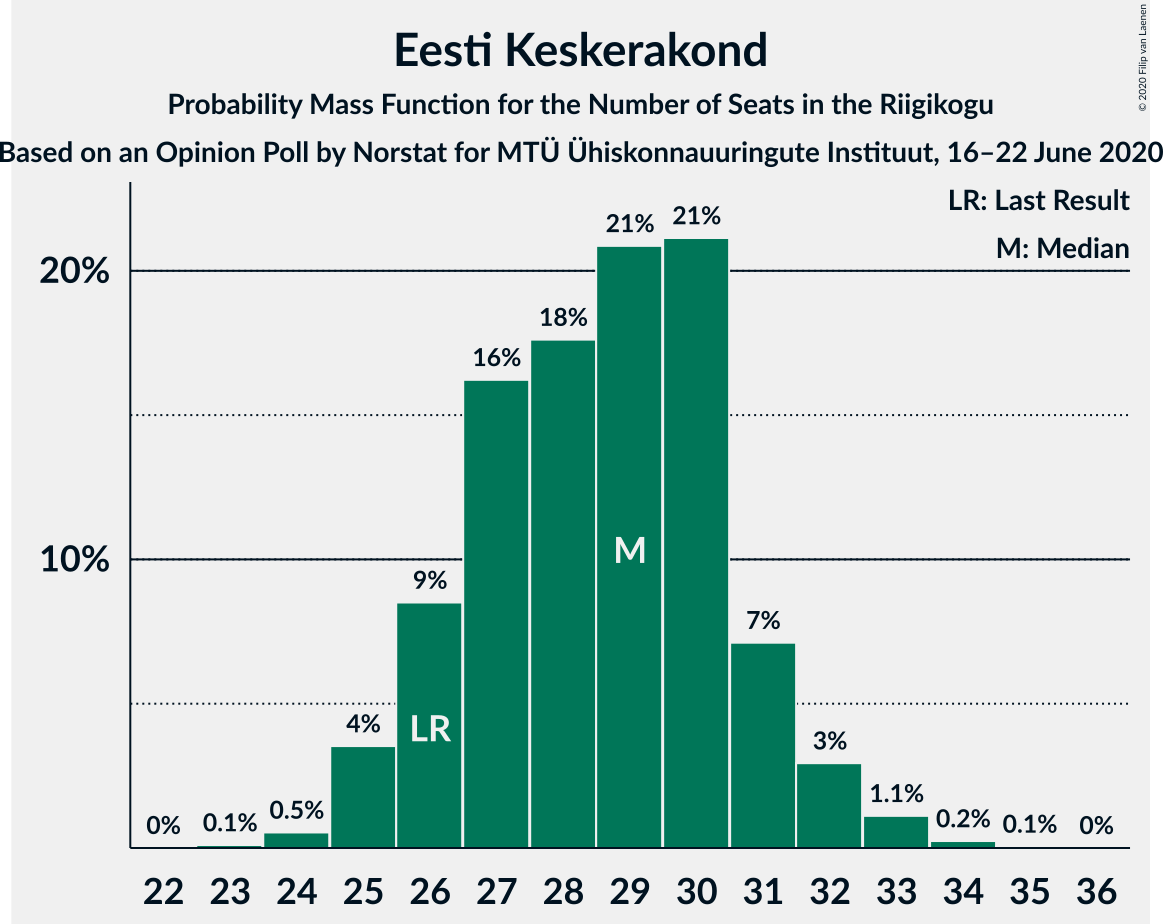 Eesti Keskerakond
Probability Mass Function for the Number of Seats in the Riigikogu
Based on an Opinion Poll by Norstat for MTÜ Ühiskonnauuringute Instituut, 16–22 June 2020
© 2020 Filip van Laenen
LR: Last Result
M: Median
20%
10%
0% 0.1% 0.5% 4% 9% 16% 18% 21% 21% 7% 3% 1.1% 0.2% 0.1% 0%
LR M
22 23 24 25 26 27 28 29 30 31 32 33 34 35 36